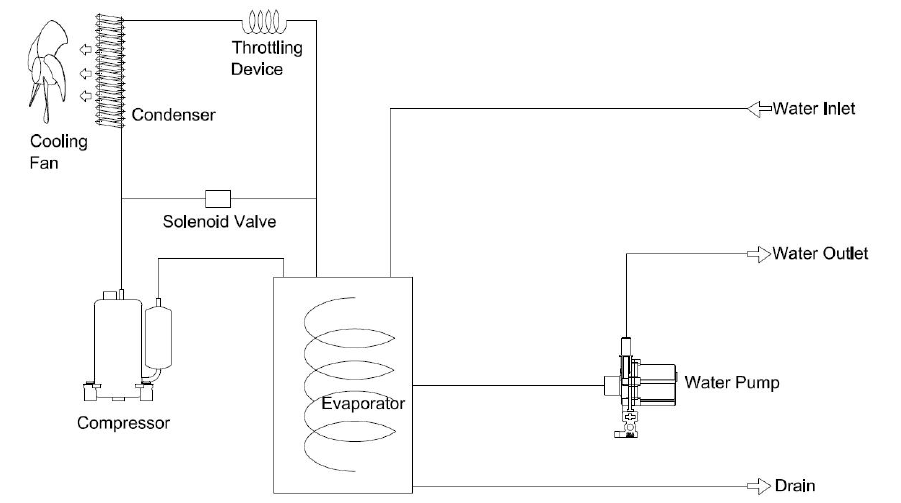 Throttling
Device
Condenser
Water Inlet
Cooling
Fan
Solenoid Valve
Water Outlet
Water Pump
Evaporator
Compressor
Drain